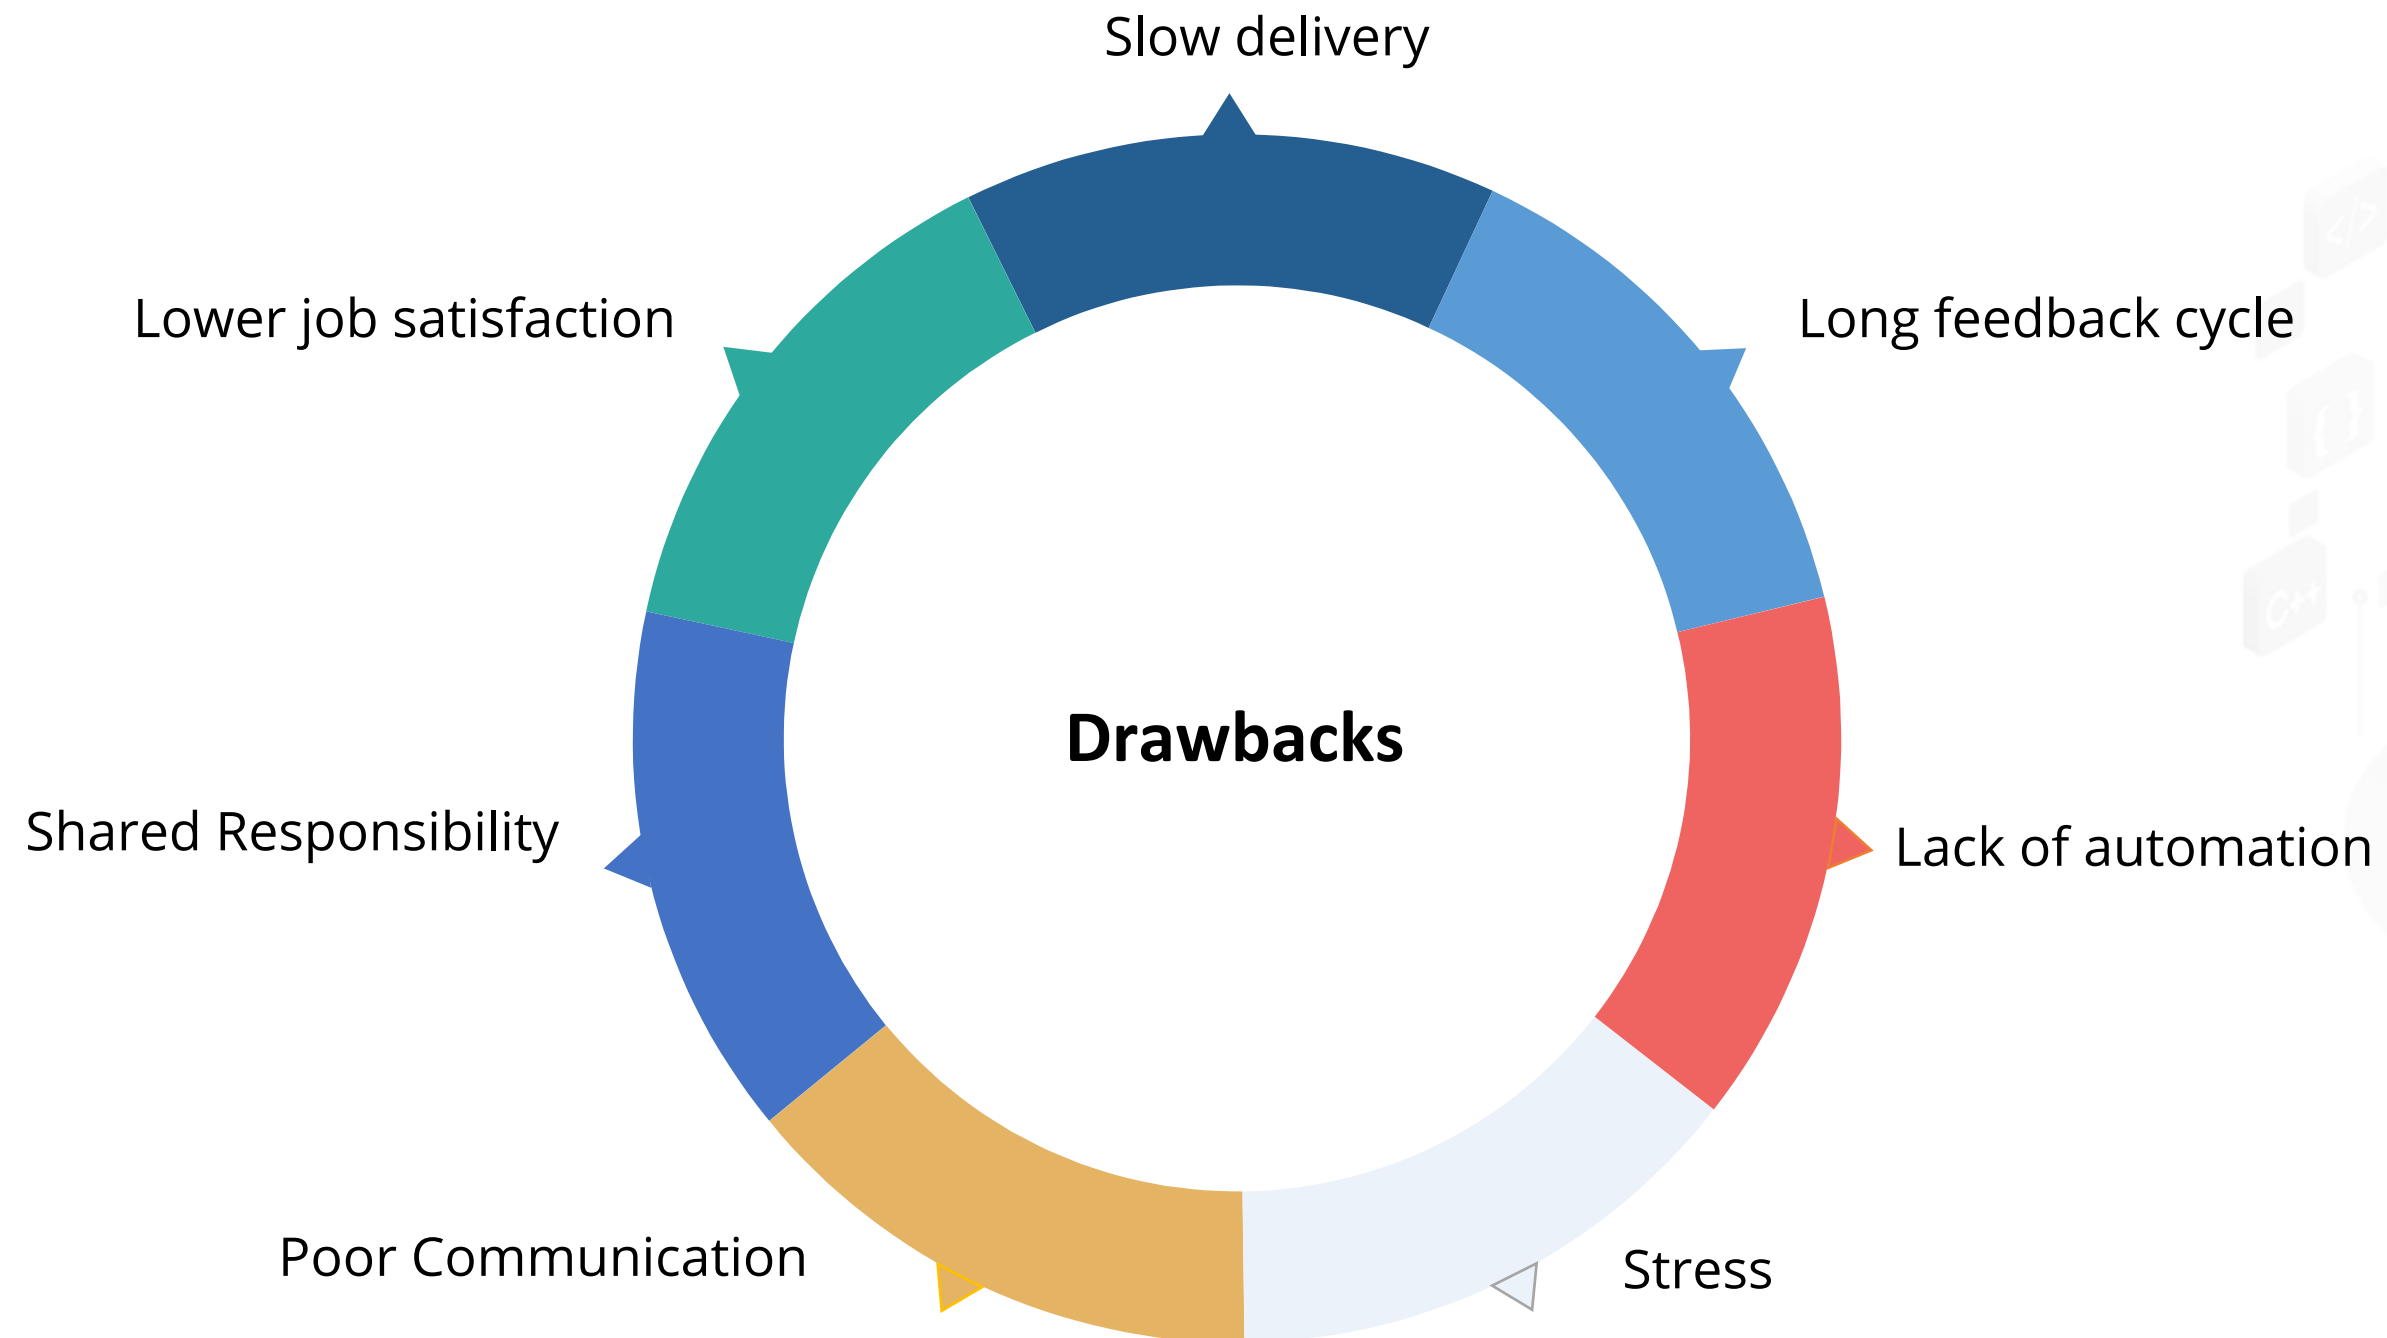 Slow delivery
Lower job satisfaction
Long feedback cycle
Drawbacks
Shared Responsibility
Lack of automation
Poor Communication
Stress
</>
{ }
C++